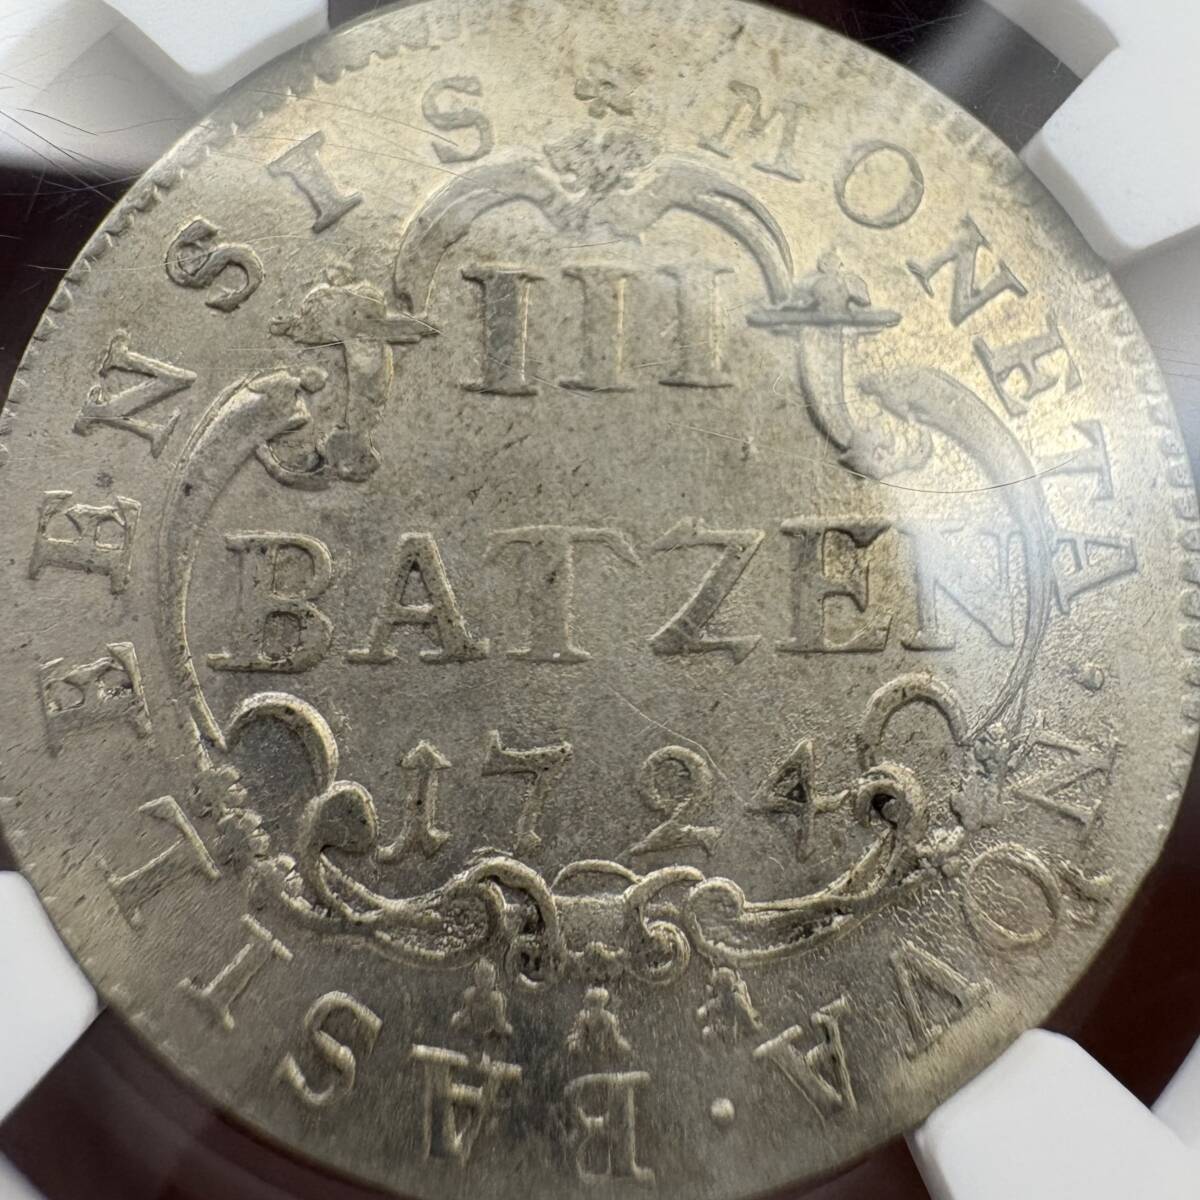 MONETA, NOVA · BASILEENSIS
III
BATZEN
1724